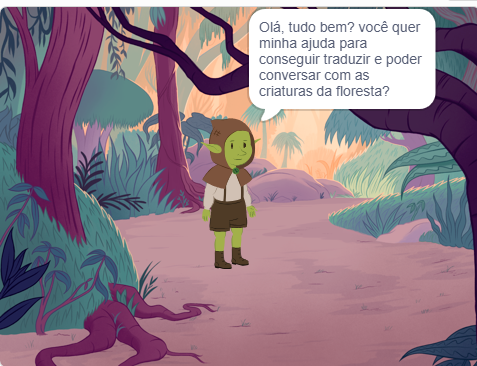 Olá, tudo bem? você quer
minha ajuda para
conseguir traduzir e poder
conversar com as
criaturas da floresta?